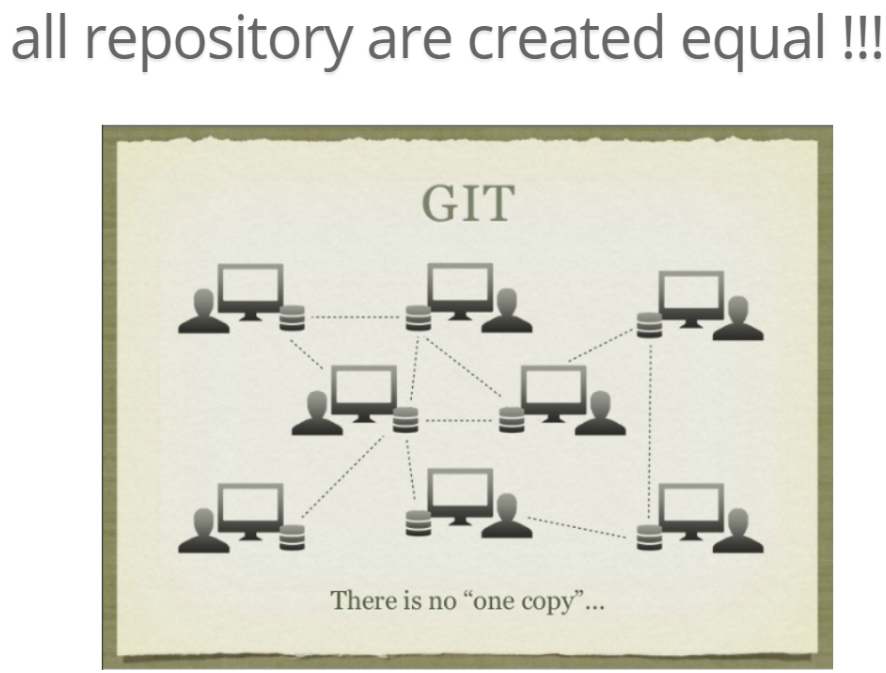 all repository are created equal !!!
GIT
There is no “one copy”...